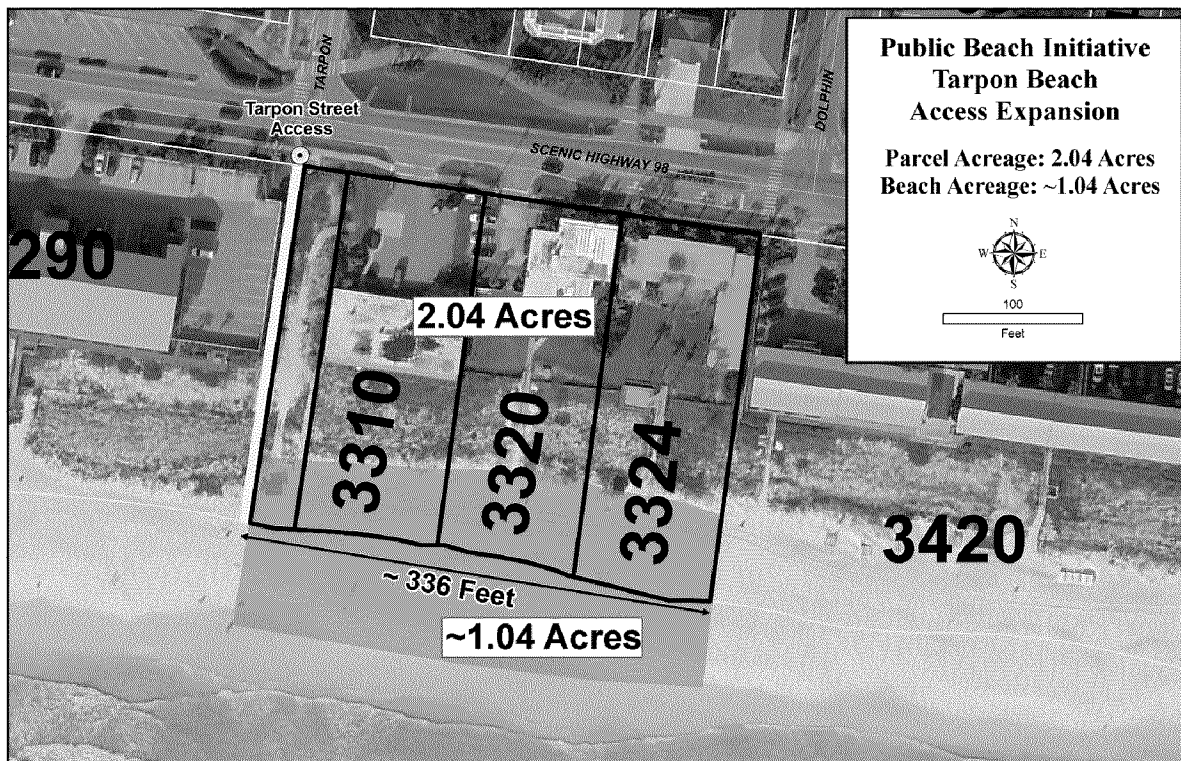 Public Beach Initiative
Tarpon Beach
Access Expansion
Parcel Acreage: 2.04 Acres
Beach Acreage: ~1.04 Acres
N
W E
S
100
Feet
TARPON
DOLPHIN
Tarpon Street
Access
SCENIC HIGHWAY 98
290
2.04 Acres
3310
3320
3324
3420
~ 336 Feet
~1.04 Acres